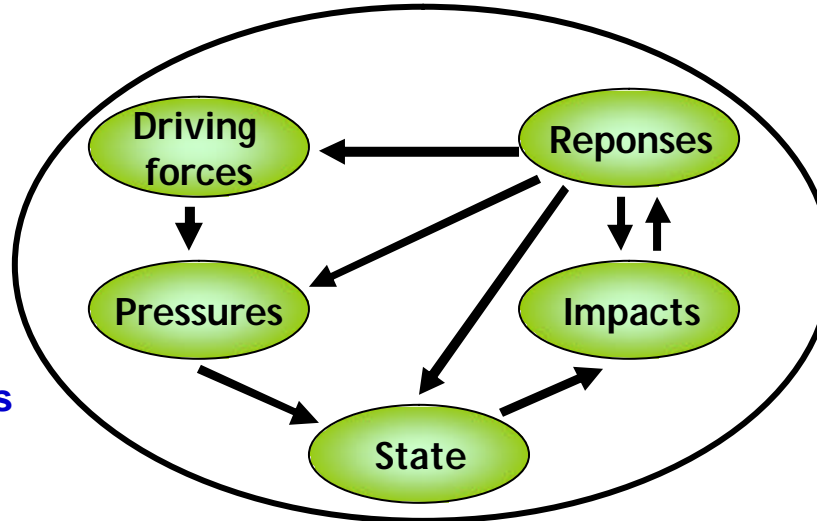 Driving
forces
Reponses
Pressures
Impacts
s
State